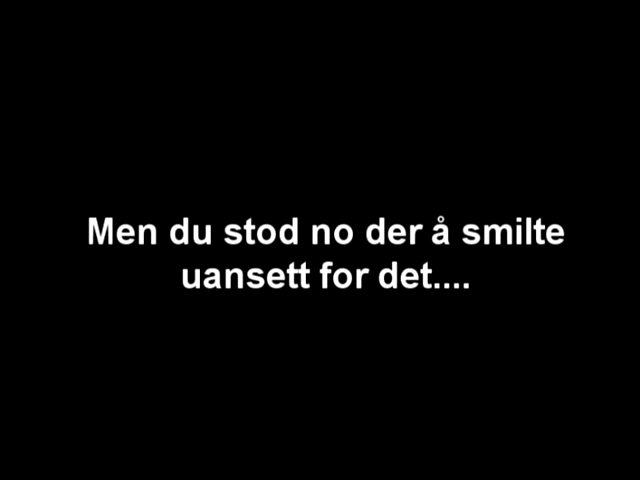 Men du stod no der å smilte
uansett for det....